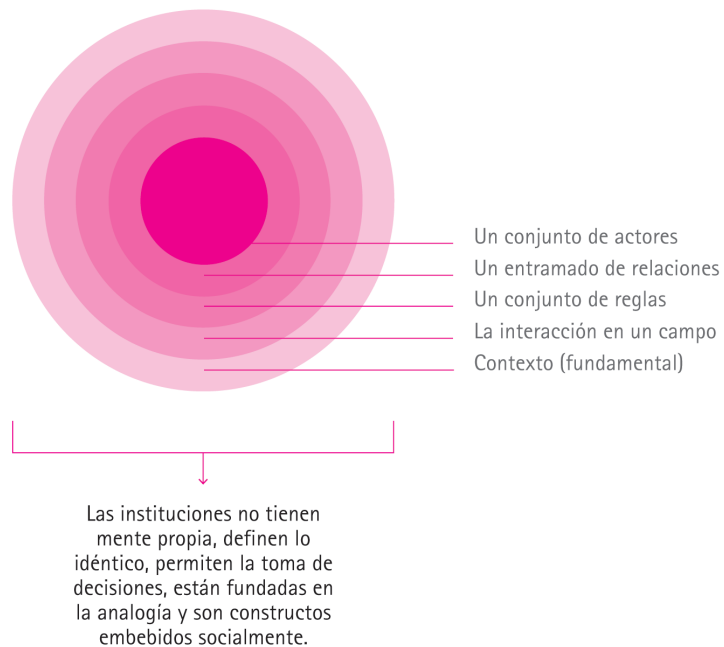 Un conjunto de actores
Un entramado de relaciones
Un conjunto de reglas
La interacción en un campo
Contexto (fundamental)
Las instituciones no tienen
mente propia, definen lo
idéntico, permiten la toma de
decisiones, están fundadas en
la analogía y son constructos
embebidos socialmente.